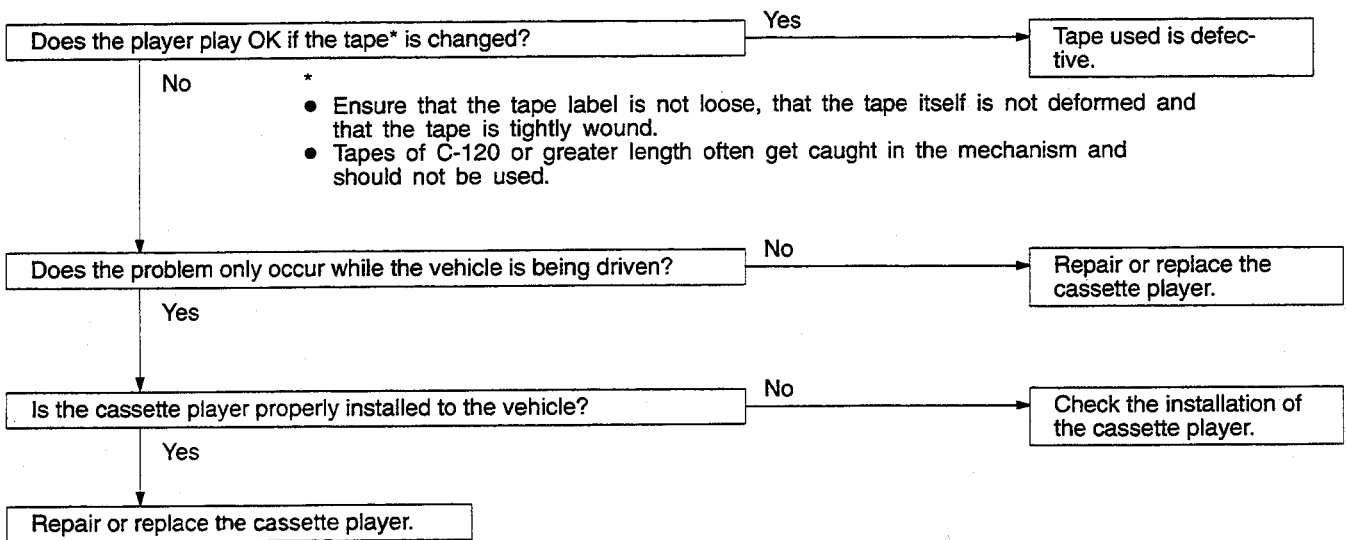 Does the player play OK if the tape* is changed?
Yes
Tape used is defec-
tive.
No
*
● Ensure that the tape label is not loose, that the tape itself is not deformed and
that the tape is tightly wound.
● Tapes of C-120 or greater length often get caught in the mechanism and
should not be used.
Does the problem only occur while the vehicle is being driven?
No
Repair or replace the
cassette player.
Yes
Is the cassette player properly installed to the vehicle?
No
Check the installation of
the cassette player.
Yes
Repair or replace the cassette player.